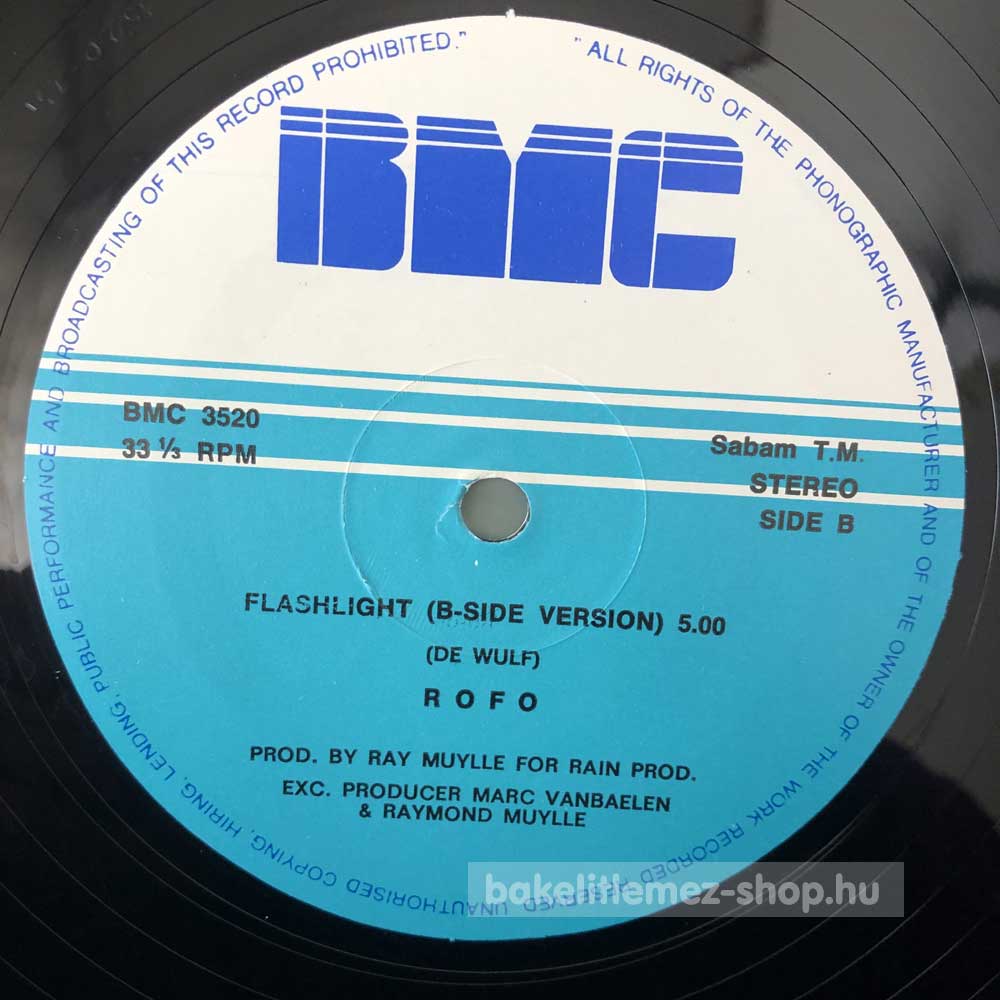 "ALL RIGHTS OF THE PHONOGRAPHIC MANUFACTURER AND OF THE OWNER OF THE WORK RECORDED RESERVED UNAUTHORISED COPYING, HIRING, LENDING, PUBLIC PERFORMANCE AND BROADCASTING OF THIS RECORD PROHIBITED."
BMC
BMC 3520
33 ⅓ RPM
Sabam T.M.
STEREO
SIDE B
FLASHLIGHT (B-SIDE VERSION) 5.00
(DE WULF)
ROFO
PROD. BY RAY MUYLLE FOR RAIN PROD.
EXC. PRODUCER MARC VANBAELEN
& RAYMOND MUYLLE
bakelitlemez-shop.hu